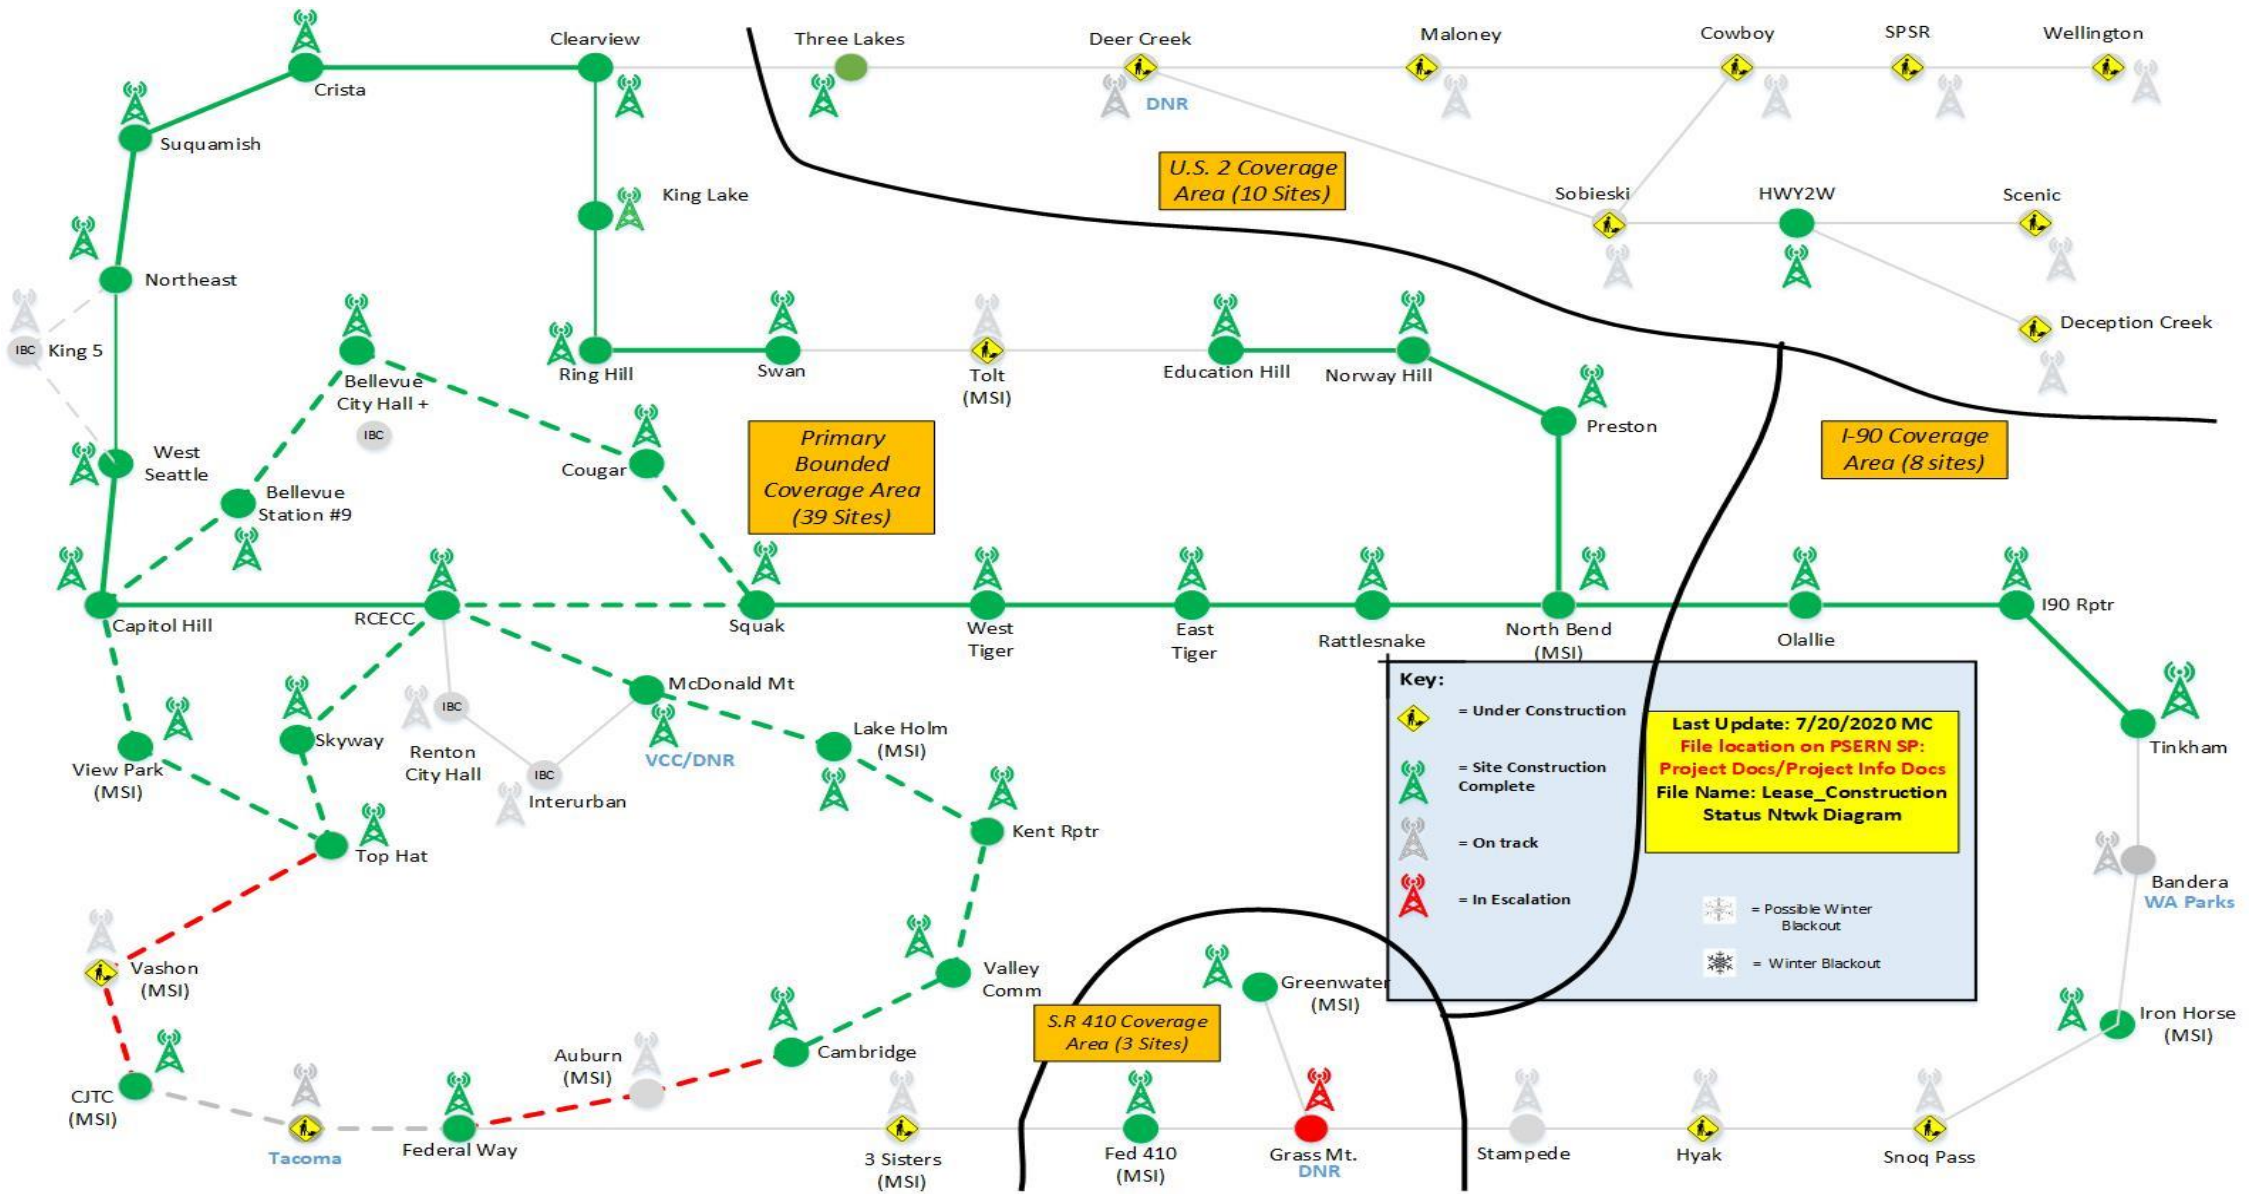 Clearview
Three Lakes
Deer Creek
Maloney
Cowboy
SPSR
Wellington
Crista
DNR
Suquamish
U.S. 2 Coverage
Area (10 Sites)
King Lake
Sobieski
HWY2W
Scenic
Northeast
Deception Creek
IBC
King 5
Ring Hill
Swan
Tolt
(MSI)
Education Hill
Norway Hill
Bellevue
City Hall +
IBC
Preston
Primary
Bounded
Coverage Area
(39 Sites)
I-90 Coverage
Area (8 sites)
West
Seattle
Cougar
Bellevue
Station #9
Capitol Hill
RCECC
Squak
West
Tiger
East
Tiger
Rattlesnake
North Bend
(MSI)
Olallie
I90 Rptr
McDonald Mt
VCC/DNR
Lake Holm
(MSI)
IBC
Renton
City Hall
Skyway
View Park
(MSI)
IBC
Interurban
Tinkham
Kent Rptr
Top Hat
Key:
= Under Construction
= Site Construction
Complete
= On track
= In Escalation
Last Update: 7/20/2020 MC
File location on PSERN SP:
Project Docs/Project Info Docs
File Name: Lease_Construction
Status Ntwk Diagram
= Possible Winter
Blackout
= Winter Blackout
Bandera
WA Parks
Vashon
(MSI)
Valley
Comm
Greenwater
(MSI)
S.R 410 Coverage
Area (3 Sites)
Iron Horse
(MSI)
Auburn
(MSI)
Cambridge
CJTC
(MSI)
Tacoma
Federal Way
3 Sisters
(MSI)
Fed 410
(MSI)
Grass Mt.
DNR
Stampede
Hyak
Snoq Pass